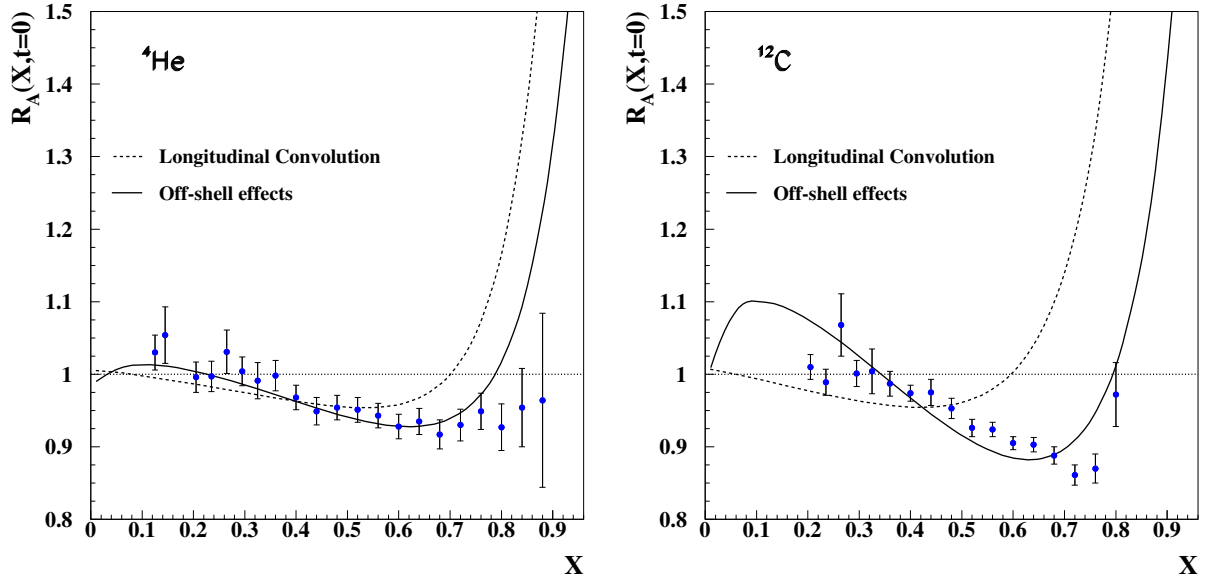 R_A(X,t=0)
1.5
1.4
1.3
1.2
1.1
1
0.9
0.8
⁴He
Longitudinal Convolution
Off-shell effects
0 0.1 0.2 0.3 0.4 0.5 0.6 0.7 0.8 0.9
X
R_A(X,t=0)
1.5
1.4
1.3
1.2
1.1
1
0.9
0.8
¹²C
Longitudinal Convolution
Off-shell effects
0 0.1 0.2 0.3 0.4 0.5 0.6 0.7 0.8 0.9
X